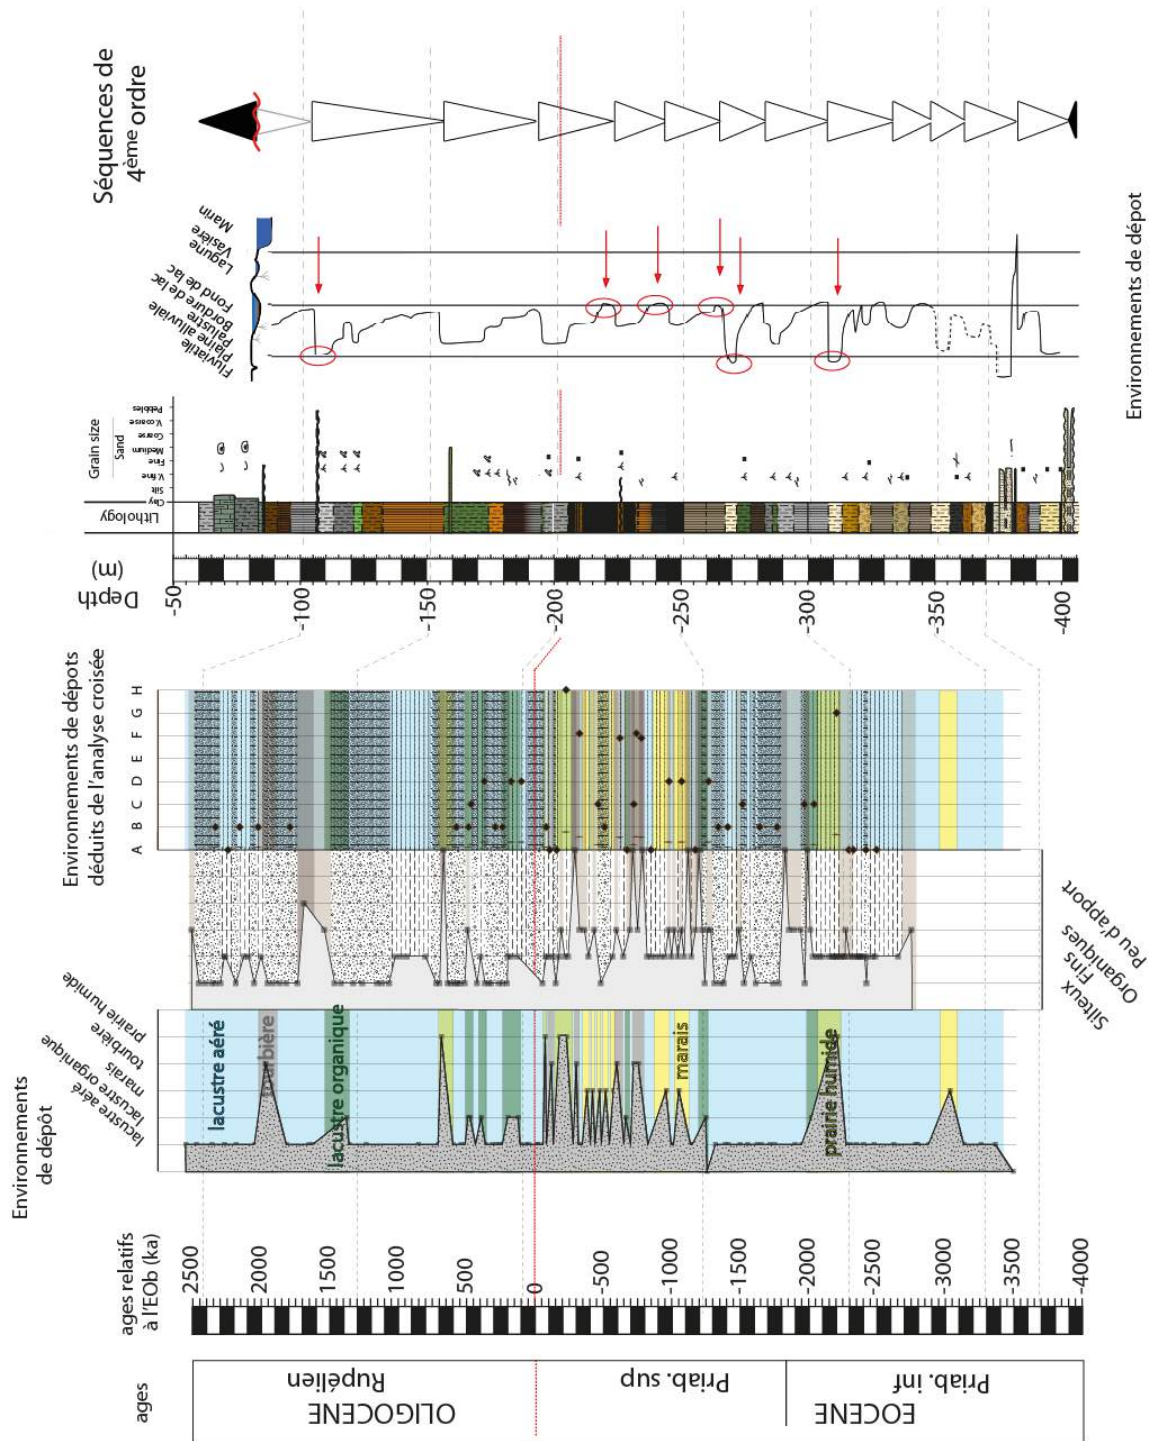 Séquences de
4ème ordre
Marin
Vasière
Lagune
Fond de lac
Bordure de lac
Palustre
Plaine alluviale
Fluviatile
Environnements de dépot
Grain size
Sand
Pebbles
V.coarse
Coarse
Medium
Fine
V.fine
Silt
Clay
Lithology
Depth
(m)
-50
-100
-150
-200
-250
-300
-350
-400
Environnements de dépots
déduits de l'analyse croisée
H
G
F
E
D
C
B
A
Peu d'apport
Organiques
Fins
Silteux
Environnements
de dépôt
prairie humide
tourbière
marais
lacustre organique
lacustre aéré
lacustre aéré
lacustre organique
marais
prairie humide
ages relatifs
à l'EOb (ka)
2500
2000
1500
1000
500
0
500
1000
1500
2000
2500
3000
3500
4000
ages
Rupélien
OLIGOCENE
Priab. sup
Priab. inf
EOCENE